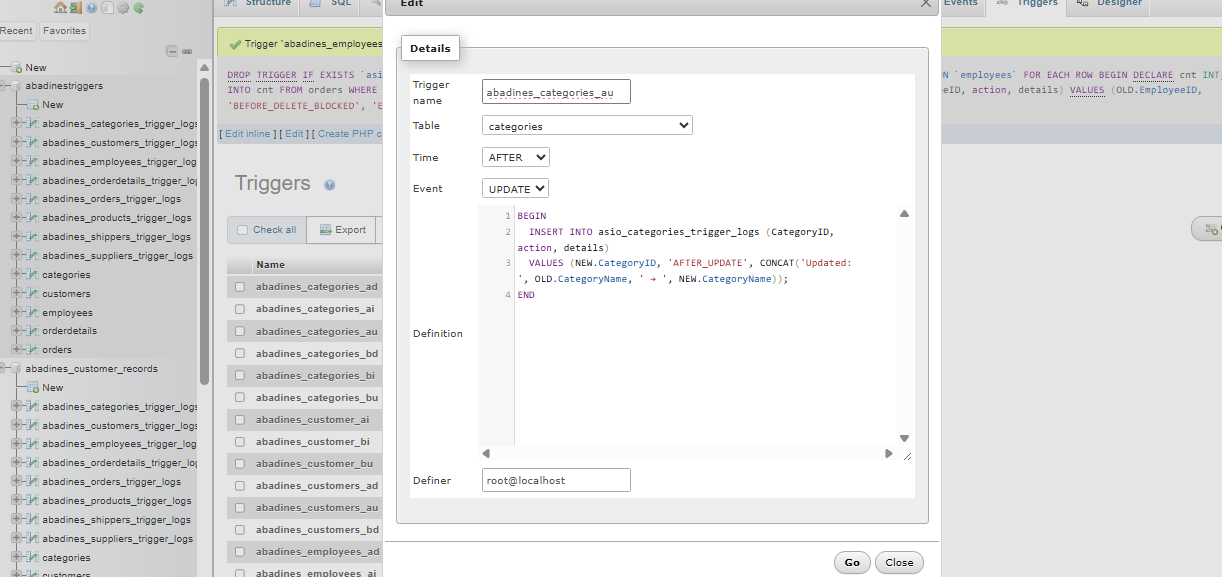 Structure
SQL
Edit
Events
Triggers
Designer
Recent
Favorites
New
abadinestriggers
New
abadines_categories_trigger_logs
abadines_customers_trigger_logs
abadines_employees_trigger_log
abadines_orderdetails_trigger_lo
abadines_orders_trigger_logs
abadines_products_trigger_logs
abadines_shippers_trigger_logs
abadines_suppliers_trigger_logs
categories
customers
employees
orderdetails
orders
abadines_customer_records
New
abadines_categories_trigger_logs
abadines_customers_trigger_logs
abadines_employees_trigger_log
abadines_orderdetails_trigger_lo
abadines_orders_trigger_logs
abadines_products_trigger_logs
abadines_shippers_trigger_logs
abadines_suppliers_trigger_logs
categories
customers
Trigger `abadines_employees
DROP TRIGGER IF EXISTS `asi
N `employees` FOR EACH ROW BEGIN DECLARE cnt INT
INTO cnt FROM orders WHERE
eeID, action, details) VALUES (OLD.EmployeeID,
'BEFORE_DELETE_BLOCKED', 'E
[ Edit inline ] [ Edit ] [ Create PHP c
Triggers
Check all
Export
Name
abadines_categories_ad
abadines_categories_ai
abadines_categories_au
abadines_categories_bd
abadines_categories_bi
abadines_categories_bu
abadines_customer_ai
abadines_customer_bi
abadines_customer_bu
abadines_customers_ad
abadines_customers_au
abadines_customers_bd
abadines_employees_ad
abadines_employees_ai
Details
Trigger
name
abadines_categories_au
Table
categories
Time
AFTER
Event
UPDATE
Definition
1 BEGIN
2 INSERT INTO asio_categories_trigger_logs (CategoryID,
action, details)
3 VALUES (NEW.CategoryID, 'AFTER_UPDATE', CONCAT('Updated:
', OLD.CategoryName, ' → ', NEW.CategoryName));
4 END
Definer
root@localhost
Go
Close